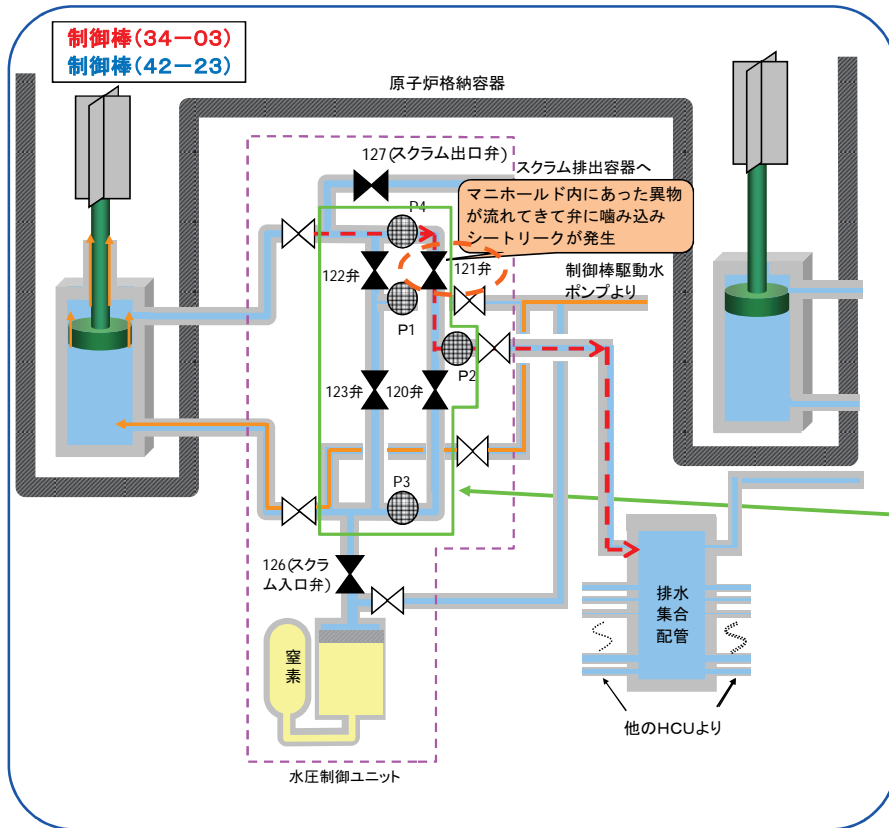 制御棒(34－03)
制御棒(42－23)
原子炉格納容器
127(スクラム出口弁)
スクラム排出容器へ
マニホールド内にあった異物
が流れてきて弁に噛み込み
シートリークが発生
P4
122弁
121弁
制御棒駆動水
ポンプより
P1
P2
123弁
120弁
P3
126(スクラ
ム入口弁)
排水
集合
配管
窒
素
他のHCUより
水圧制御ユニット